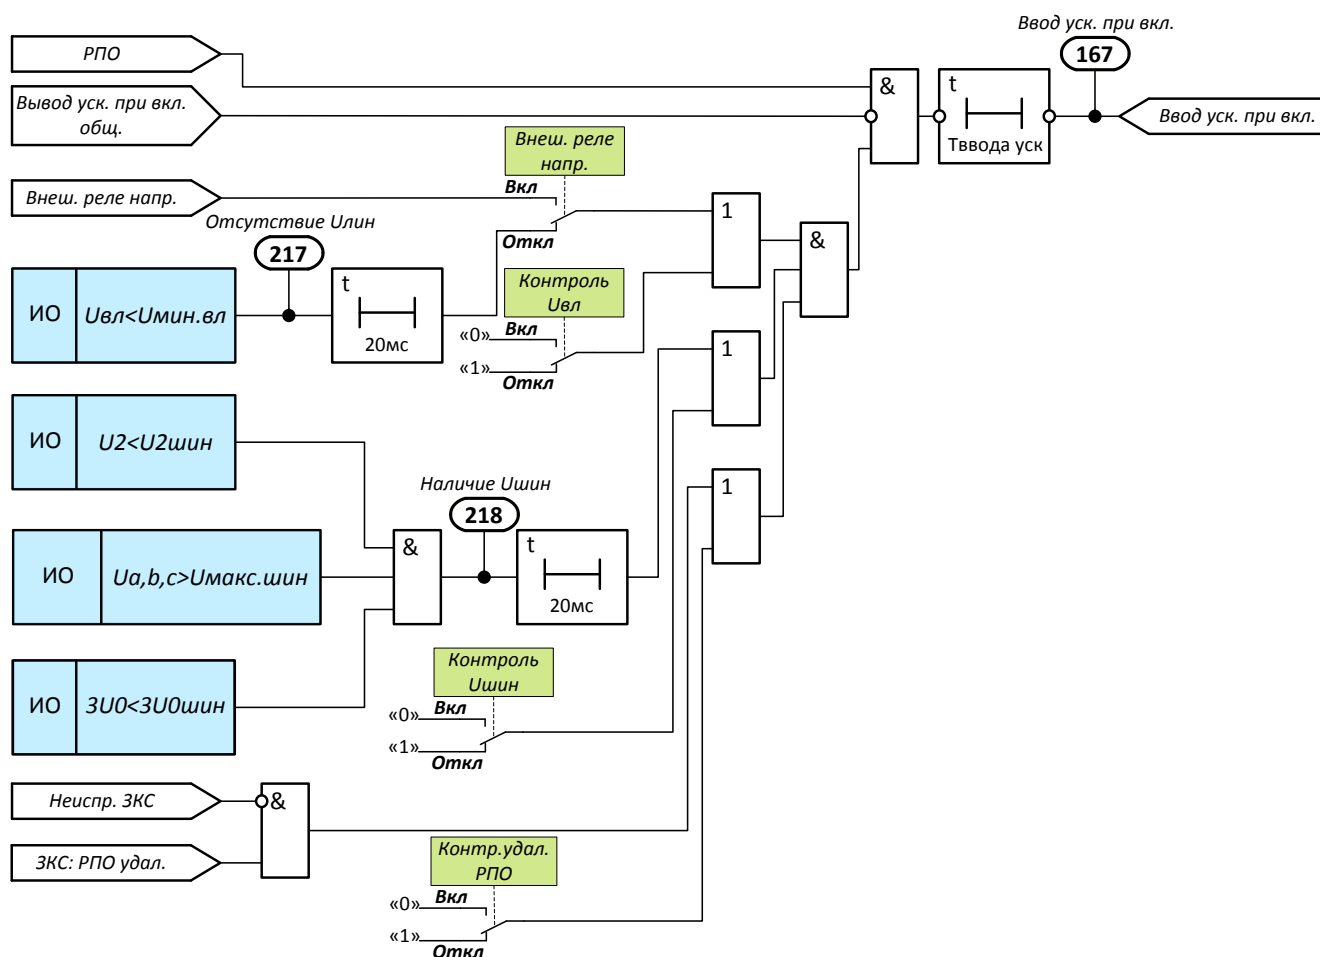 Ввод уск. при вкл.
167
РПО
&
t
Tввода уск
Ввод уск. при вкл.
Вывод уск. при вкл.
общ.
Внеш. реле
напр.
Вкл
Откл
Внеш. реле напр.
1
&
Отсутствие Uлин
217
ИО
Uвл<Uмин.вл
t
20мс
Контроль
Uвл
«0»
Вкл
«1»
Откл
1
ИО
U2<U2шин
Наличие Uшин
218
1
ИО
Ua,b,c>Uмакс.шин
&
t
20мс
ИО
3U0<3U0шин
Контроль
Uшин
«0»
Вкл
«1»
Откл
Неиспр. ЗКС
&
ЗКС: РПО удал.
Контр.удал.
РПО
«0»
Вкл
«1»
Откл